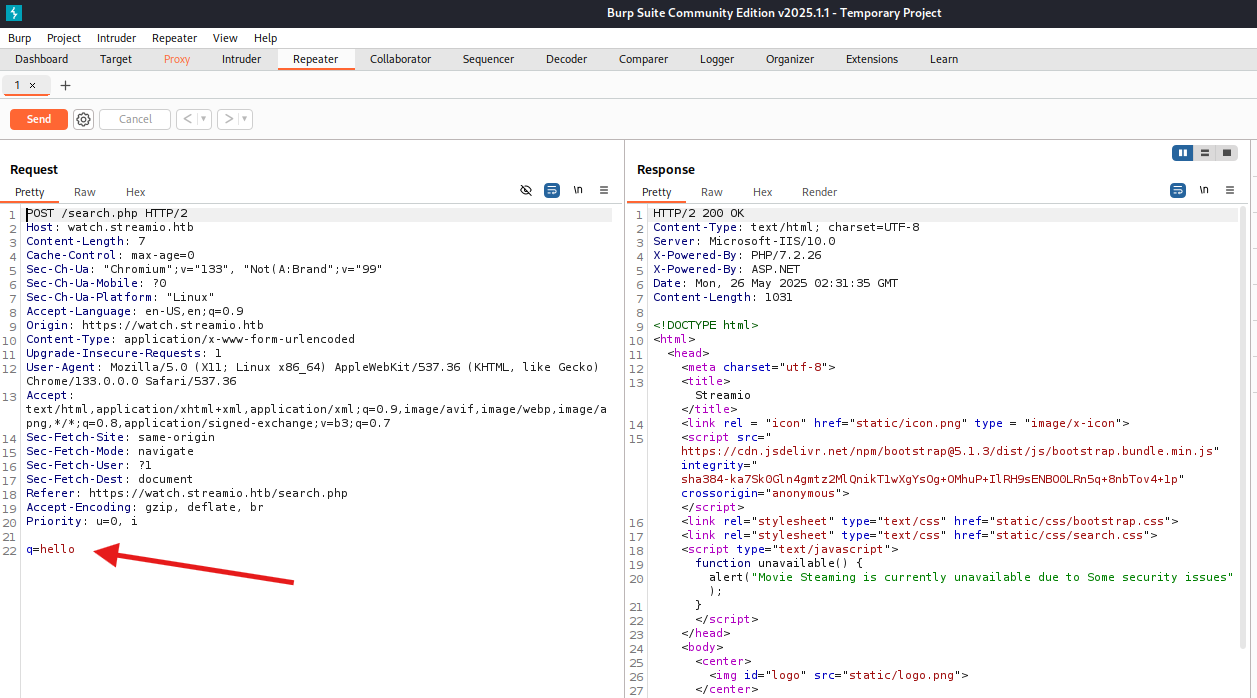 Burp Suite Community Edition v2025.1.1 - Temporary Project
Burp Project Intruder Repeater View Help
Dashboard Target Proxy Intruder Repeater Collaborator Sequencer Decoder Comparer Logger Organizer Extensions Learn
1 × +
Send Cancel < >
Request
Pretty Raw Hex \n
1 POST /search.php HTTP/2
2 Host: watch.streamio.htb
3 Content-Length: 7
4 Cache-Control: max-age=0
5 Sec-Ch-Ua: "Chromium";v="133", "Not(A:Brand";v="99"
6 Sec-Ch-Ua-Mobile: ?0
7 Sec-Ch-Ua-Platform: "Linux"
8 Accept-Language: en-US,en;q=0.9
9 Origin: https://watch.streamio.htb
10 Content-Type: application/x-www-form-urlencoded
11 Upgrade-Insecure-Requests: 1
12 User-Agent: Mozilla/5.0 (X11; Linux x86_64) AppleWebKit/537.36 (KHTML, like Gecko)
Chrome/133.0.0.0 Safari/537.36
13 Accept:
text/html,application/xhtml+xml,application/xml;q=0.9,image/avif,image/webp,image/a
png,*/*;q=0.8,application/signed-exchange;v=b3;q=0.7
14 Sec-Fetch-Site: same-origin
15 Sec-Fetch-Mode: navigate
16 Sec-Fetch-User: ?1
17 Sec-Fetch-Dest: document
18 Referer: https://watch.streamio.htb/search.php
19 Accept-Encoding: gzip, deflate, br
20 Priority: u=0, i
21
22 q=hello
Response
Pretty Raw Hex Render \n
1 HTTP/2 200 OK
2 Content-Type: text/html; charset=UTF-8
3 Server: Microsoft-IIS/10.0
4 X-Powered-By: PHP/7.2.26
5 X-Powered-By: ASP.NET
6 Date: Mon, 26 May 2025 02:31:35 GMT
7 Content-Length: 1031
8
9 <!DOCTYPE html>
10 <html>
11 <head>
12 <meta charset="utf-8">
13 <title>
Streamio
</title>
14 <link rel = "icon" href="static/icon.png" type = "image/x-icon">
15 <script src="
https://cdn.jsdelivr.net/npm/bootstrap@5.1.3/dist/js/bootstrap.bundle.min.js"
integrity="
sha384-ka7Sk0Gln4gmtz2MlQnikT1wXgYsOg+OMhuP+IlRH9sENBO0LRn5q+8nbTov4+1p"
crossorigin="anonymous">
</script>
16 <link rel="stylesheet" type="text/css" href="static/css/bootstrap.css">
17 <link rel="stylesheet" type="text/css" href="static/css/search.css">
18 <script type="text/javascript">
19 function unavailable() {
20 alert("Movie Steaming is currently unavailable due to Some security issues"
);
21 }
22 </script>
23 </head>
24 <body>
25 <center>
26 <img id="logo" src="static/logo.png">
27 </center>